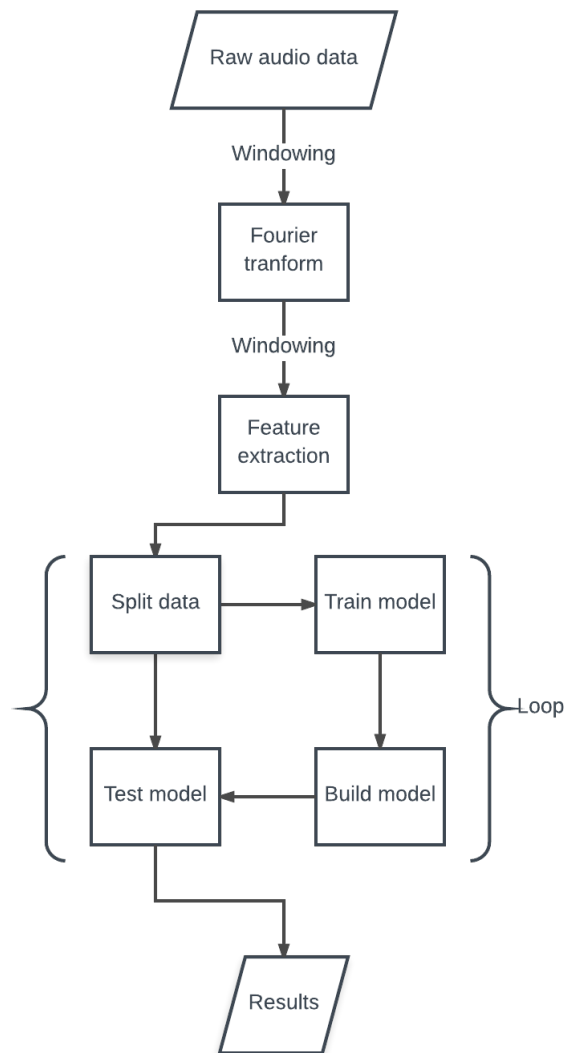 Raw audio data
Windowing
Fourier
tranform
Windowing
Feature
extraction
Split data
Train model
Loop
Test model
Build model
Results